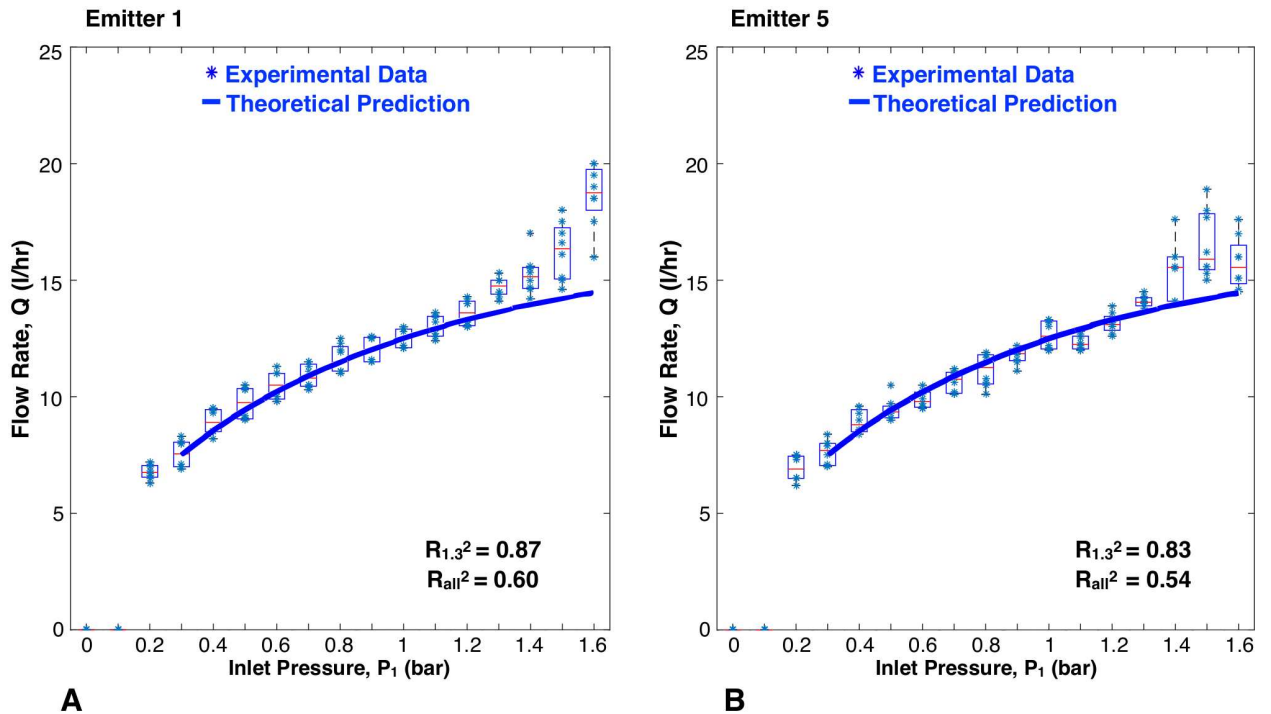 Emitter 1
25
20
15
10
5
0
Flow Rate, Q (l/hr)
* Experimental Data
Theoretical Prediction
R₁.₃² = 0.87
Rₐₗₗ² = 0.60
0 0.2 0.4 0.6 0.8 1 1.2 1.4 1.6
Inlet Pressure, P₁ (bar)
A
Emitter 5
25
20
15
10
5
0
Flow Rate, Q (l/hr)
* Experimental Data
Theoretical Prediction
R₁.₃² = 0.83
Rₐₗₗ² = 0.54
0 0.2 0.4 0.6 0.8 1 1.2 1.4 1.6
Inlet Pressure, P₁ (bar)
B